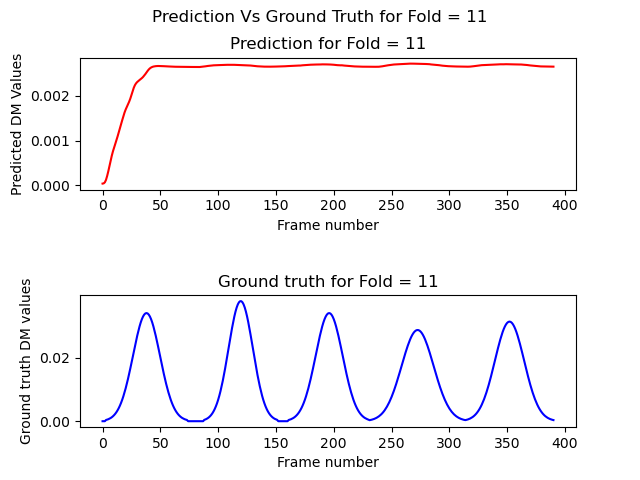 Prediction Vs Ground Truth for Fold = 11
Prediction for Fold = 11
Predicted DM Values
0.002
0.001
0.000
0 50 100 150 200 250 300 350 400
Frame number
Ground truth for Fold = 11
Ground truth DM values
0.02
0.00
0 50 100 150 200 250 300 350 400
Frame number